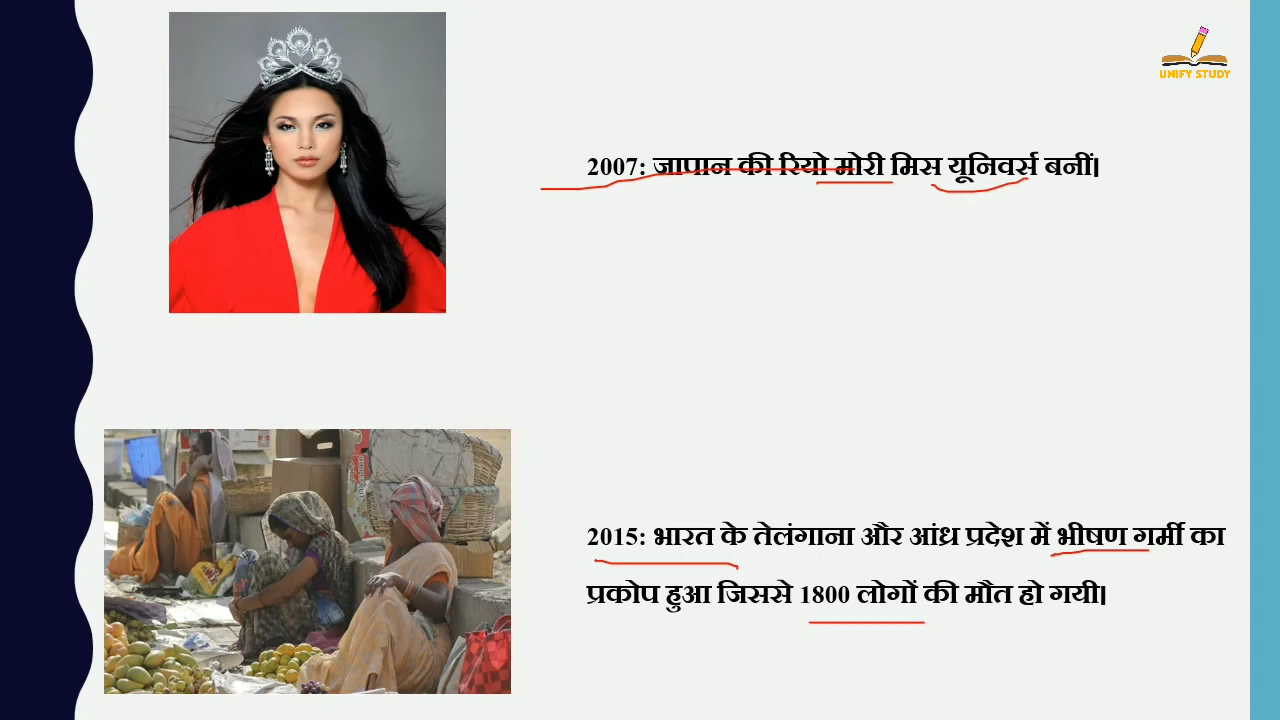 UNIFY STUDY
2007: जापान की रियो मोरी मिस यूनिवर्स बनीं।
2015: भारत के तेलंगाना और आंध्र प्रदेश में भीषण गर्मी का
प्रकोप हुआ जिससे 1800 लोगों की मौत हो गयी।